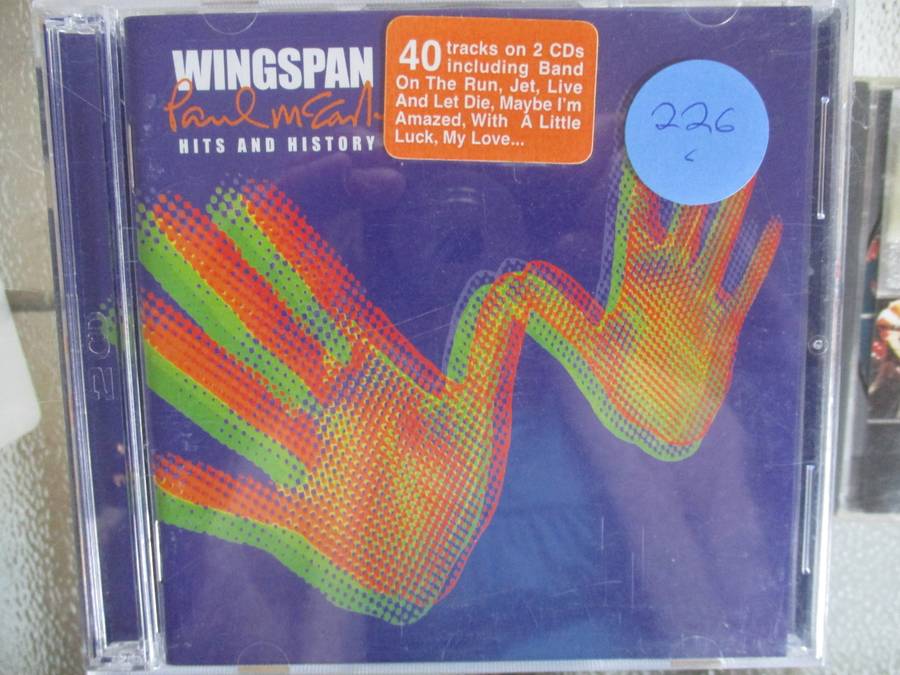 WINGSPAN
Paul McCart
HITS AND HISTORY
40 tracks on 2 CDs
including Band
On The Run, Jet, Live
And Let Die, Maybe I'm
Amazed, With A Little
Luck, My Love...
226
2 CD